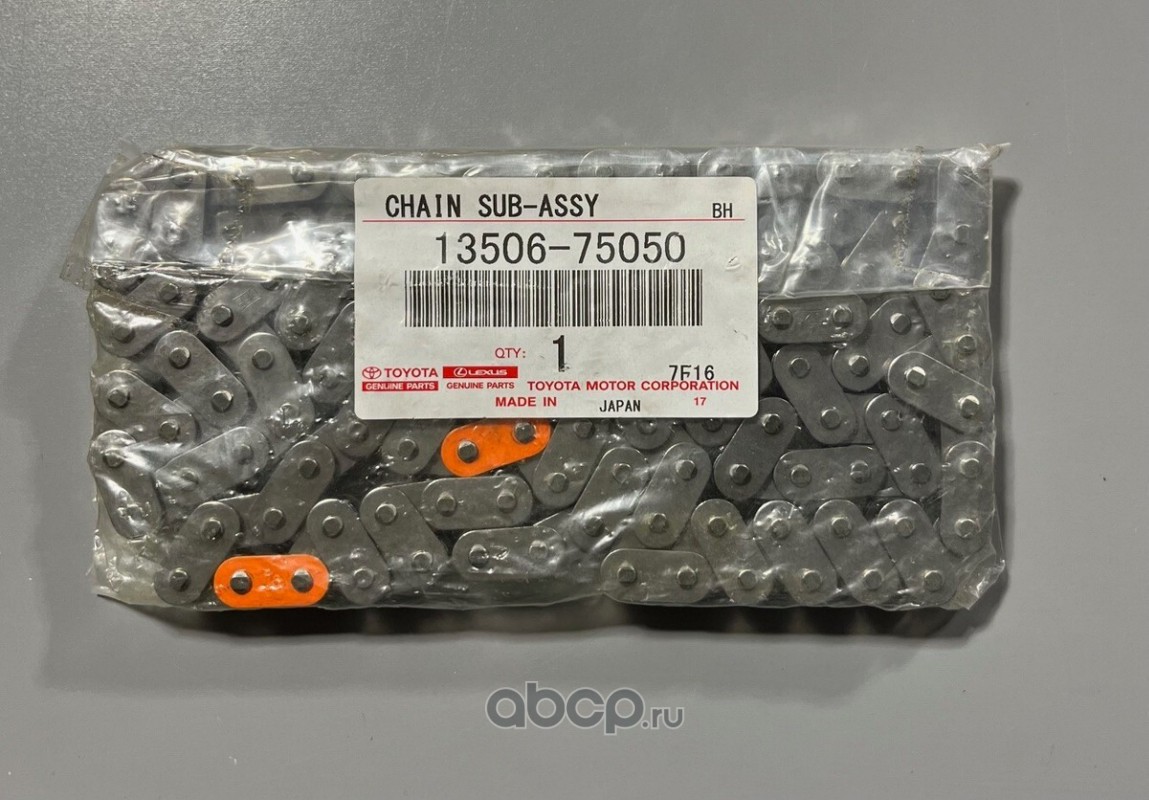 CHAIN SUB-ASSY BH
13506-75050
QTY: 1 7F16
TOYOTA LEXUS
GENUINE PARTS GENUINE PARTS TOYOTA MOTOR CORPORATION
MADE IN JAPAN 17
abcp.ru